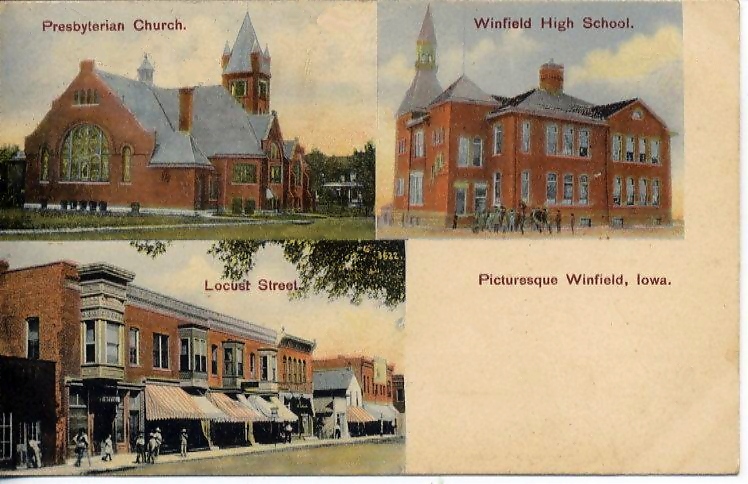 Presbyterian Church.
Winfield High School.
Locust Street.
3622
Picturesque Winfield, Iowa.